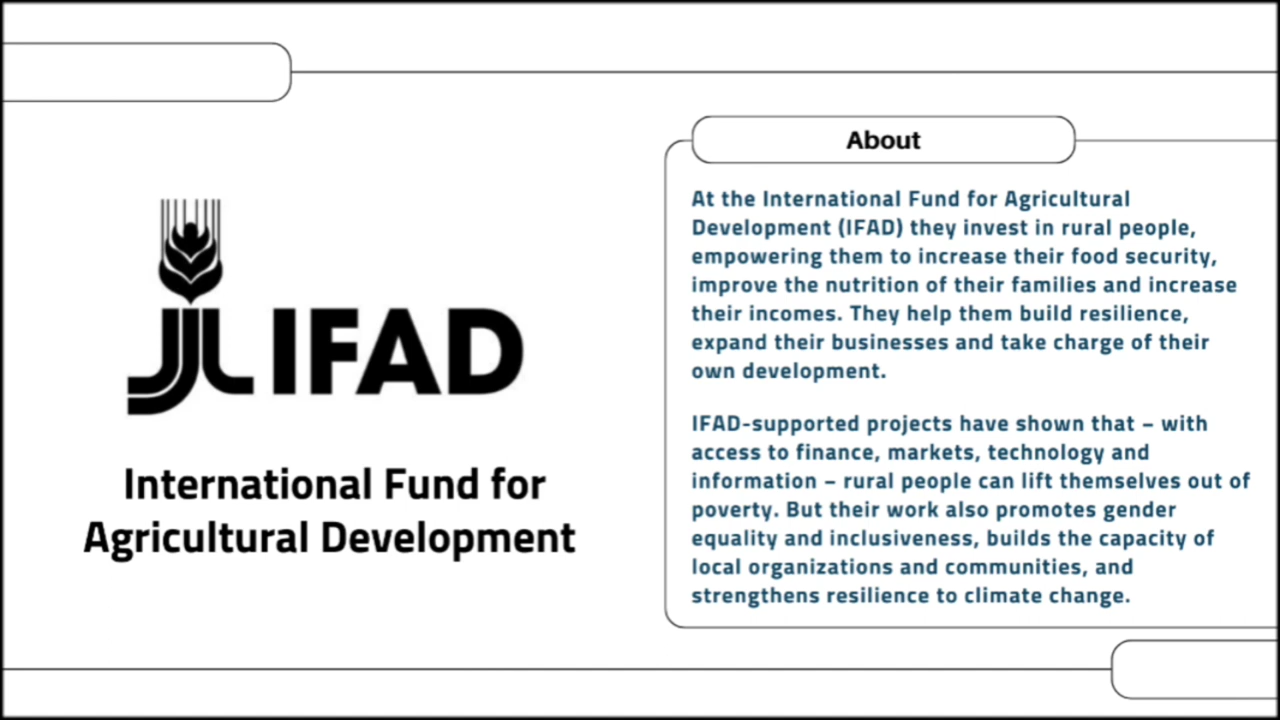 IFAD
International Fund for
Agricultural Development
About
At the International Fund for Agricultural
Development (IFAD) they invest in rural people,
empowering them to increase their food security,
improve the nutrition of their families and increase
their incomes. They help them build resilience,
expand their businesses and take charge of their
own development.
IFAD-supported projects have shown that – with
access to finance, markets, technology and
information – rural people can lift themselves out of
poverty. But their work also promotes gender
equality and inclusiveness, builds the capacity of
local organizations and communities, and
strengthens resilience to climate change.